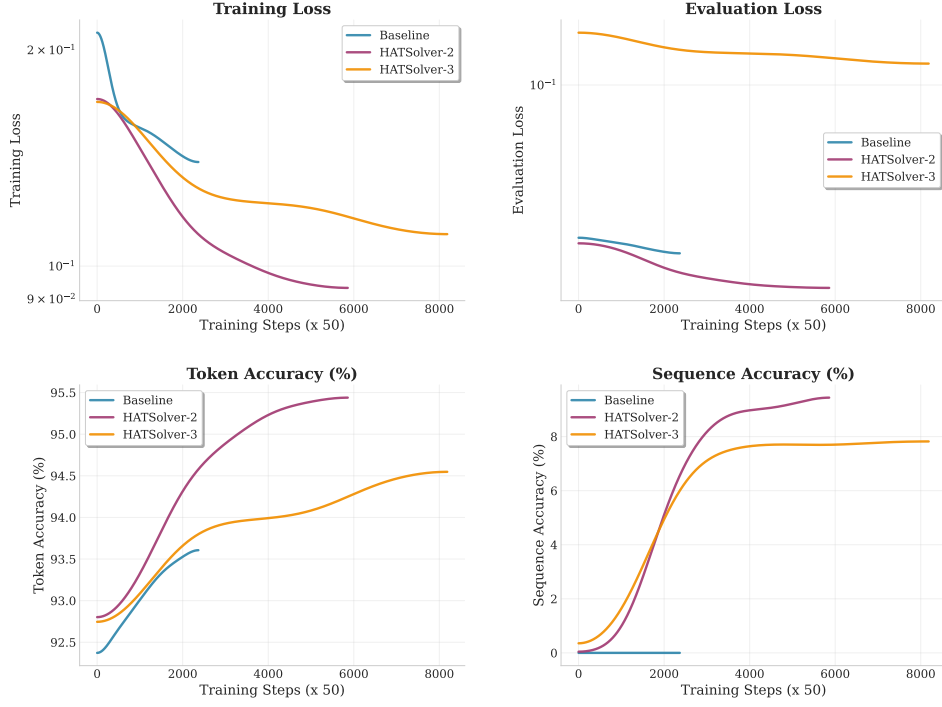 Training Loss
Training Loss
2 × 10⁻¹
10⁻¹
9 × 10⁻²
Baseline
HATSolver-2
HATSolver-3
0 2000 4000 6000 8000
Training Steps (x 50)
Evaluation Loss
Evaluation Loss
10⁻¹
Baseline
HATSolver-2
HATSolver-3
0 2000 4000 6000 8000
Training Steps (x 50)
Token Accuracy (%)
Token Accuracy (%)
95.5
95.0
94.5
94.0
93.5
93.0
92.5
Baseline
HATSolver-2
HATSolver-3
0 2000 4000 6000 8000
Training Steps (x 50)
Sequence Accuracy (%)
Sequence Accuracy (%)
8
6
4
2
0
Baseline
HATSolver-2
HATSolver-3
0 2000 4000 6000 8000
Training Steps (x 50)